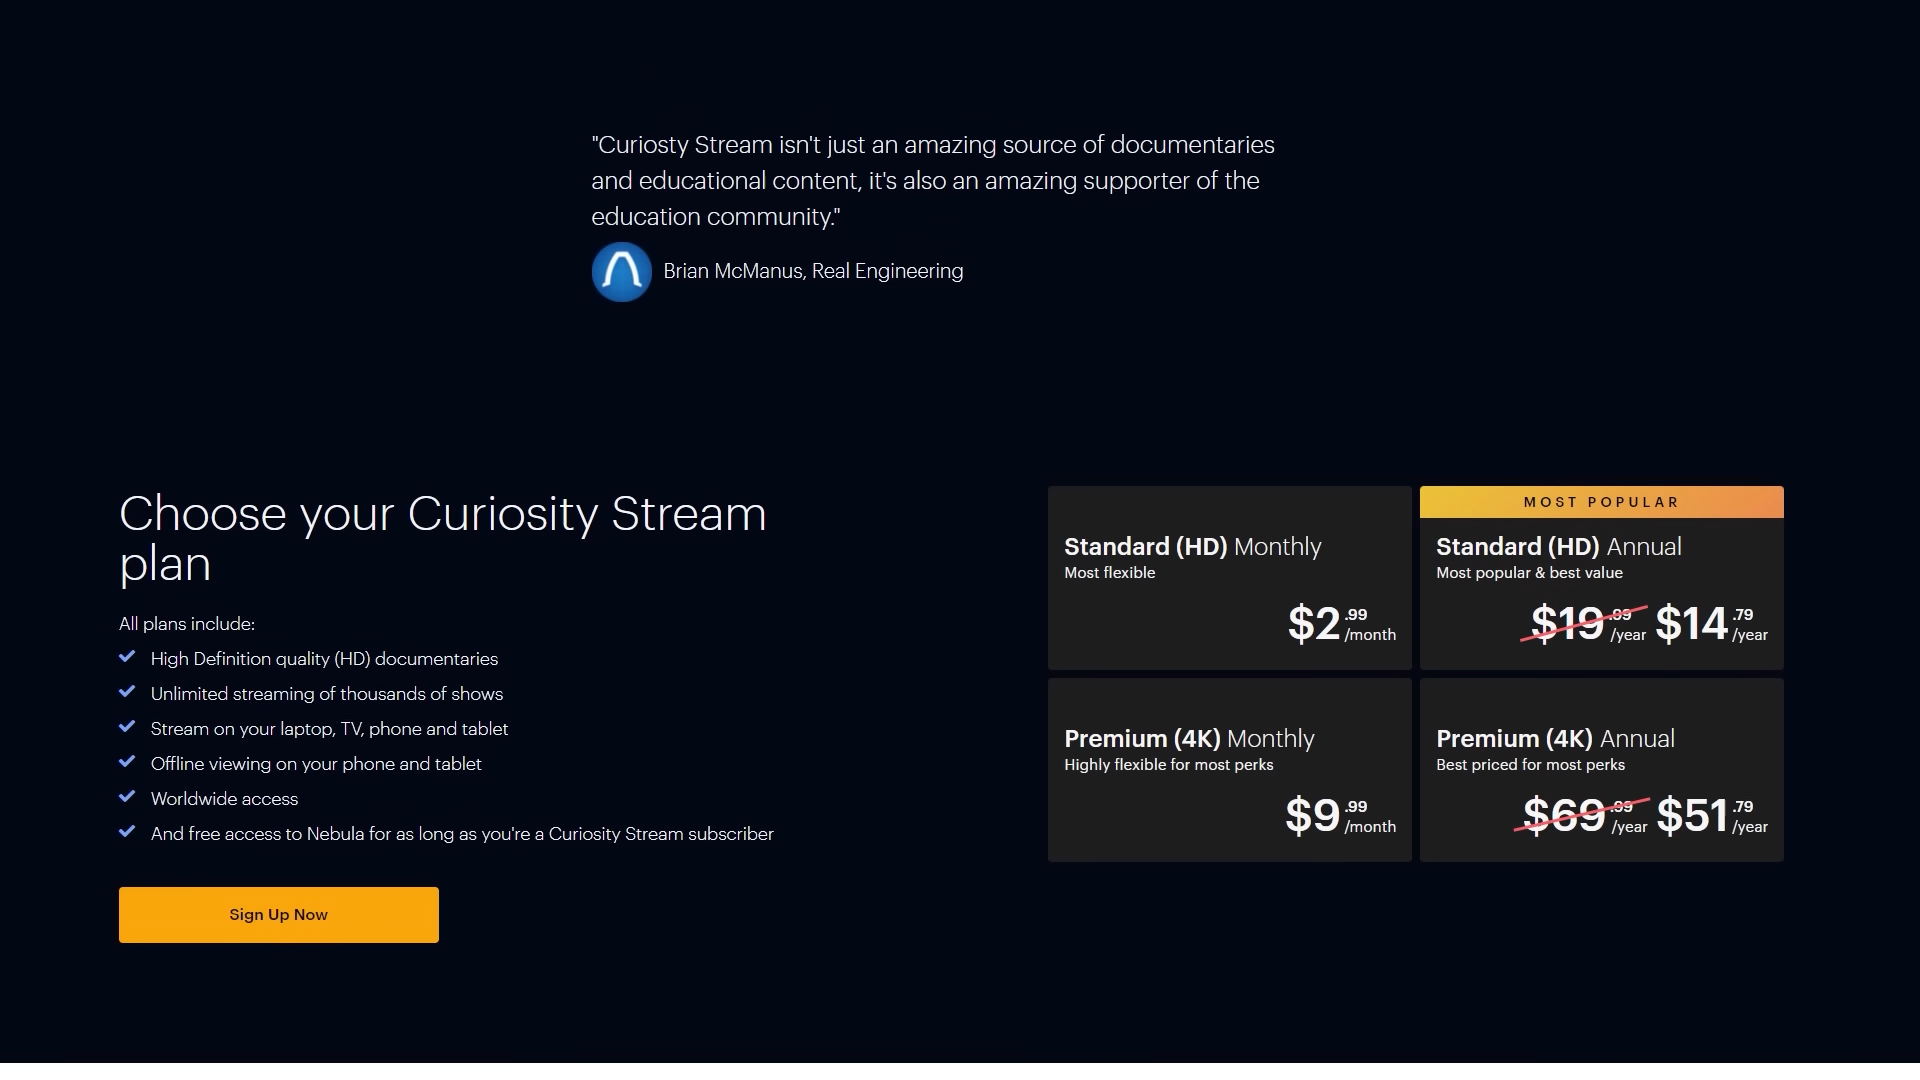 "Curiosty Stream isn't just an amazing source of documentaries
and educational content, it's also an amazing supporter of the
education community."
Brian McManus, Real Engineering
Choose your Curiosity Stream
plan
All plans include:
High Definition quality (HD) documentaries
Unlimited streaming of thousands of shows
Stream on your laptop, TV, phone and tablet
Offline viewing on your phone and tablet
Worldwide access
And free access to Nebula for as long as you're a Curiosity Stream subscriber
Sign Up Now
Standard (HD) Monthly
Most flexible
$2.99/month
MOST POPULAR
Standard (HD) Annual
Most popular & best value
$19.99/year $14.79/year
Premium (4K) Monthly
Highly flexible for most perks
$9.99/month
Premium (4K) Annual
Best priced for most perks
$69.99/year $51.79/year